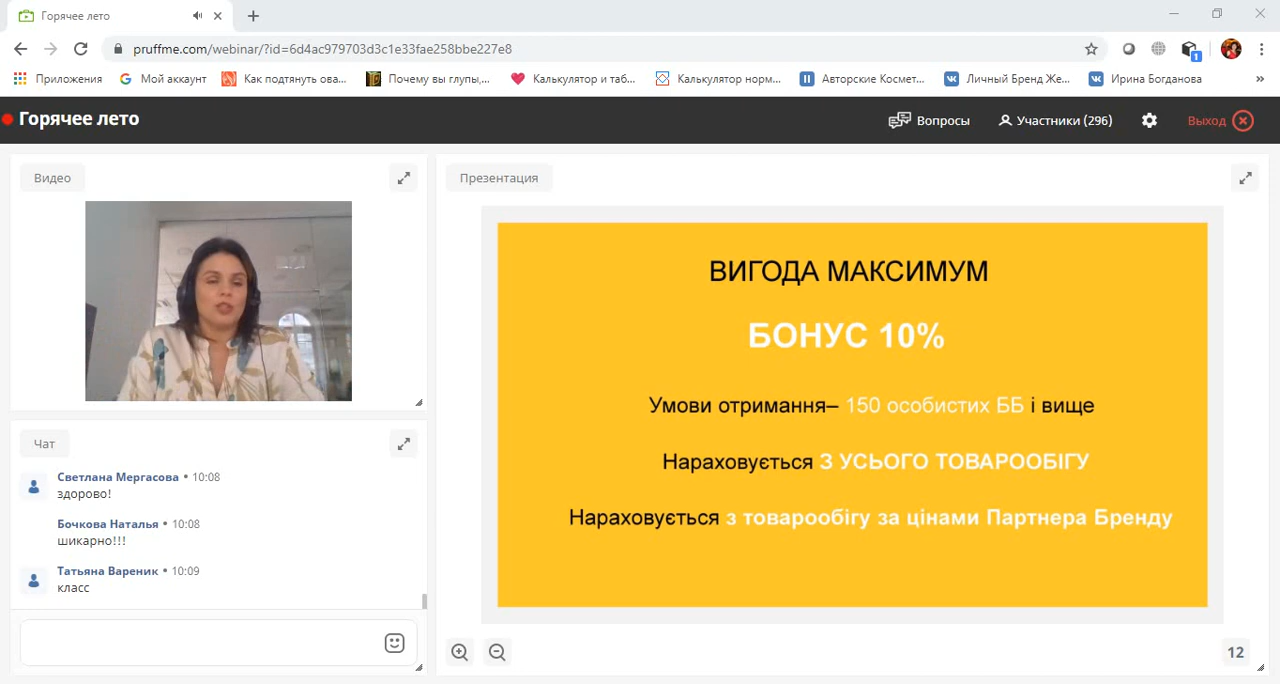 Горячее лето
pruffme.com/webinar/?id=6d4ac979703d3c1e33fae258bbe227e8
Приложения
Мой аккаунт
Как подтянуть ова...
Почему вы глупы,...
Калькулятор и таб...
Калькулятор норм...
Авторские Космет...
Личный Бренд Же...
Ирина Богданова
»
1
Горячее лето
Вопросы
Участники (296)
Выход
Видео
Чат
Светлана Мергасова • 10:08
здорово!
Бочкова Наталья • 10:08
шикарно!!!
Татьяна Вареник • 10:09
класс
Презентация
ВИГОДА МАКСИМУМ
БОНУС 10%
Умови отримання– 150 особистих ББ і вище
Нараховується З УСЬОГО ТОВАРООБІГУ
Нараховується з товарообігу за цінами Партнера Бренду
12